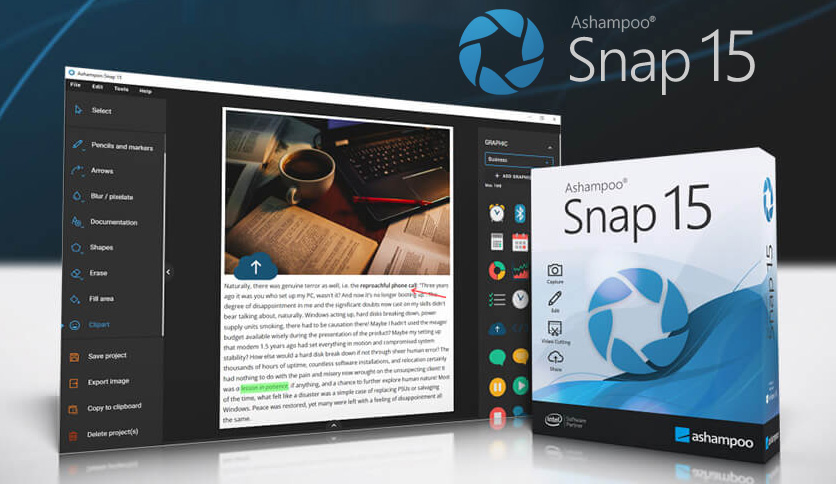 Ashampoo®
Snap 15
Ashampoo Snap 15
File Edit Tools Help
Select
Pencils and markers
Arrows
Blur / pixelate
Documentation
Shapes
Erase
Fill area
Clipart
Save project
Export image
Copy to clipboard
Delete project(s)
Naturally, there was genuine terror as well, i.e. the reproachful phone call: "Three years
ago it was you who set up my PC, wasn't it? And now it's no longer booting up." The
degree of disappointment in me and the significant doubts now cast on my skills didn't
bear talking about, naturally. Windows acting up, hard disks breaking down, power
supply units smoking, there had to be causation there! Maybe I hadn't used the meager
budget available wisely during the presentation of the product? Maybe my setting up
that modern 1.5 years ago had set everything in motion and compromised system
stability? How else would a hard disk break down if not through sheer human error? The
thousands of hours of uptime, countless software installations, and relocation certainly
had nothing to do with the pain and misery now wrought on the unsuspecting client! It
was a lesson in patience, if anything, and a chance to further explore human nature! Most
of the time, what felt like a disaster was a simple case of replacing PSUs or salvaging
Windows. Peace was restored, yet many were left with a feeling of disappointment all
the same.
GRAPHIC
Business
+ ADD GRAPHIC
Ashampoo®
Snap 15
Capture
Edit
Video Cutting
Share
intel
Software
Partner
ashampoo
Ashampoo®
Snap 15